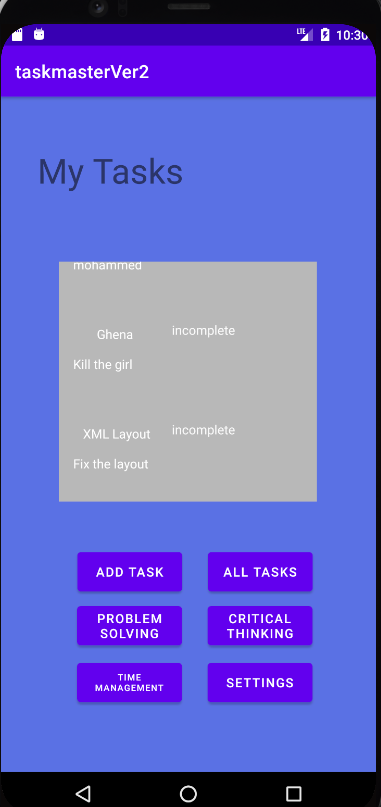 LTE 10:30
taskmasterVer2
My Tasks
mohammed
Ghena incomplete
Kill the girl
XML Layout incomplete
Fix the layout
ADD TASK ALL TASKS
PROBLEM CRITICAL
SOLVING THINKING
TIME
MANAGEMENT SETTINGS